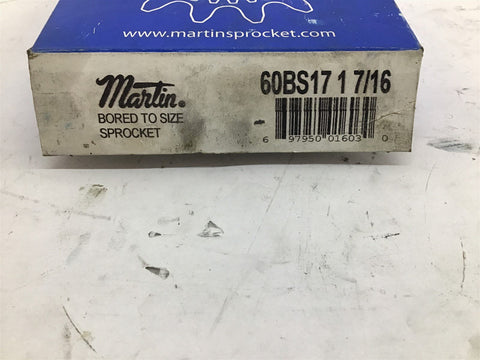 www.martinsprocket.com
Martin.
BORED TO SIZE
SPROCKET
60BS17 1 7/16
6 97950 01603 0